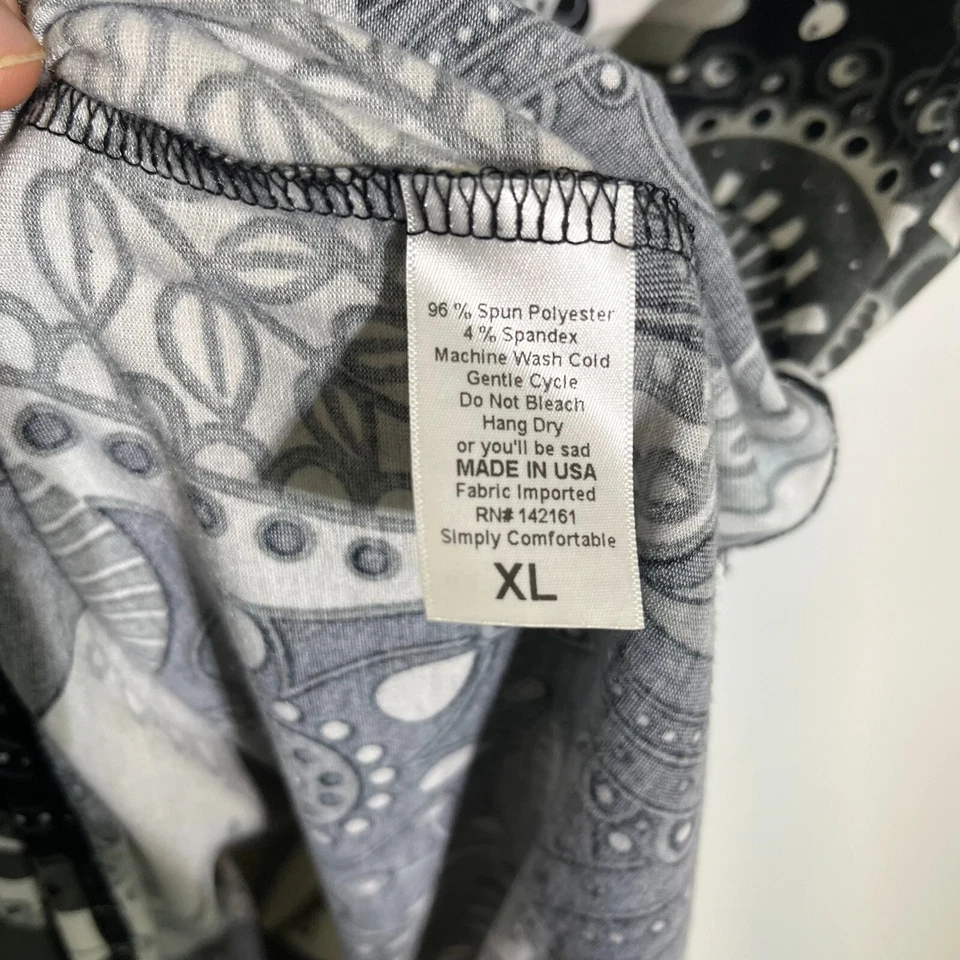 96 % Spun Polyester
4 % Spandex
Machine Wash Cold
Gentle Cycle
Do Not Bleach
Hang Dry
or you'll be sad
MADE IN USA
Fabric Imported
RN# 142161
Simply Comfortable
XL